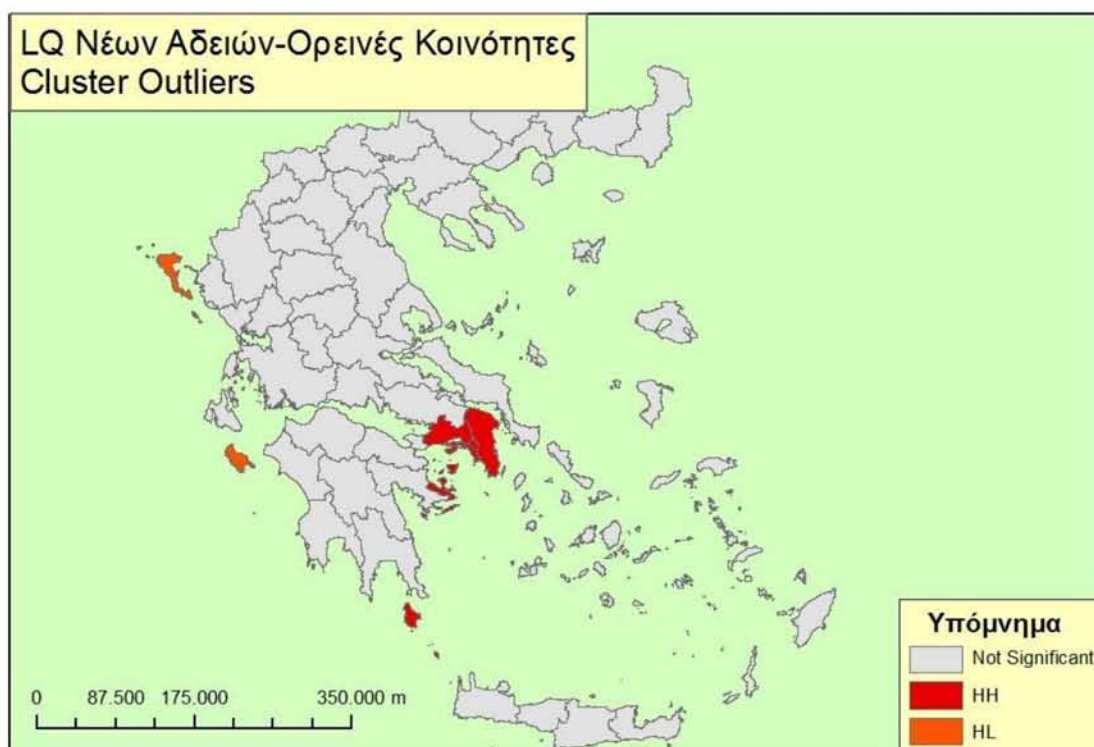 LQ Νέων Αδειών-Ορεινές Κοινότητες
Cluster Outliers
Υπόμνημα
Not Significant
HH
HL
0 87.500 175.000 350.000 m